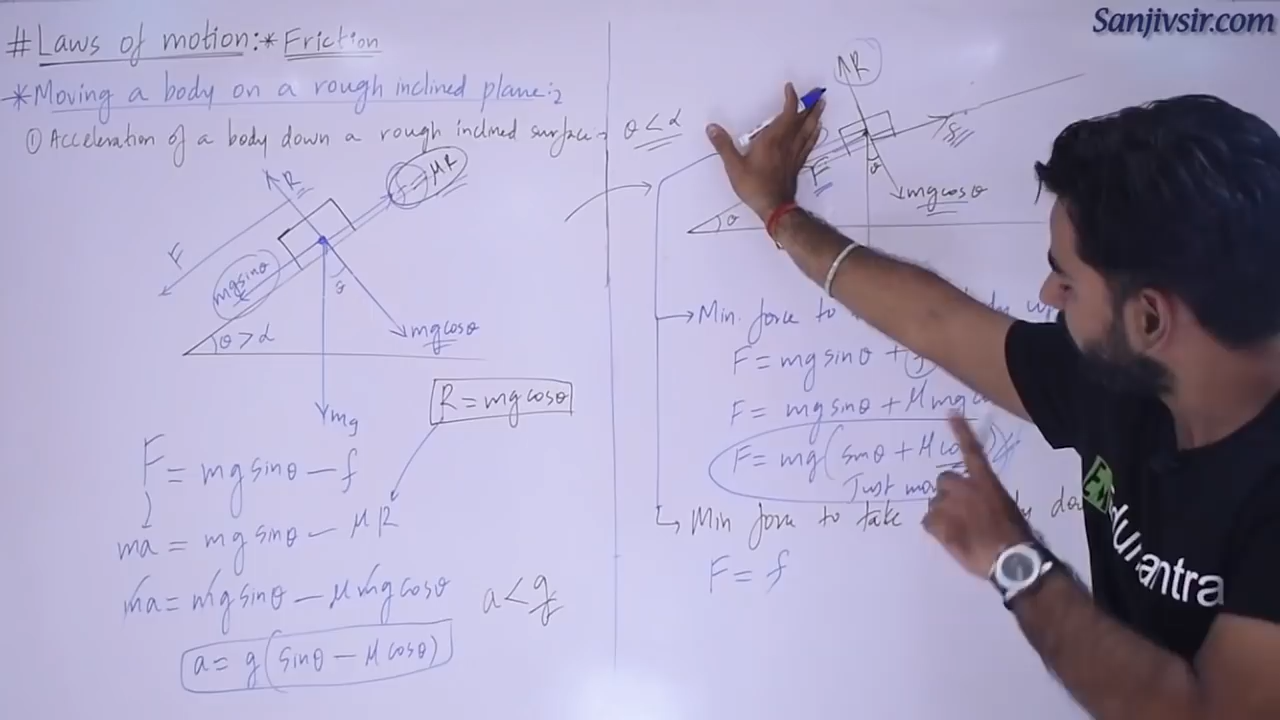 Sanjivsir.com
# Laws of motion:* Friction
* Moving a body on a rough inclined plane:
① Acceleration of a body down a rough inclined surface
θ < α
R
f = μR
F
mg sinθ
θ
mg cosθ
θ > α
mg
R = mg cosθ
F = mg sinθ – f
ma = mg sinθ – μR
ma = mg sinθ – μmg cosθ
a < g
a = g (sinθ – μ cosθ)
R
f
F
θ
mg cosθ
θ
Min. force to
F = mg sinθ + f
F = mg sinθ + μ mg
F = mg (sinθ + μ cos
Just mo
Min force to take
F = f